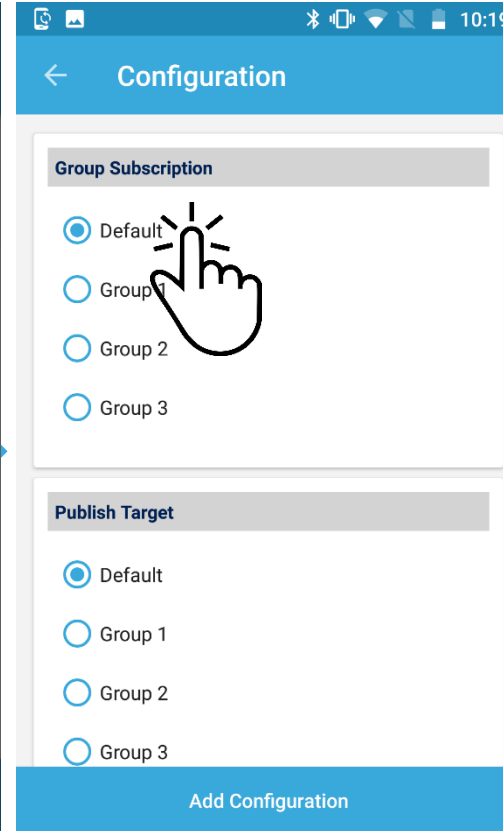 10:19
Configuration
Group Subscription
Default
Group 1
Group 2
Group 3
Publish Target
Default
Group 1
Group 2
Group 3
Add Configuration